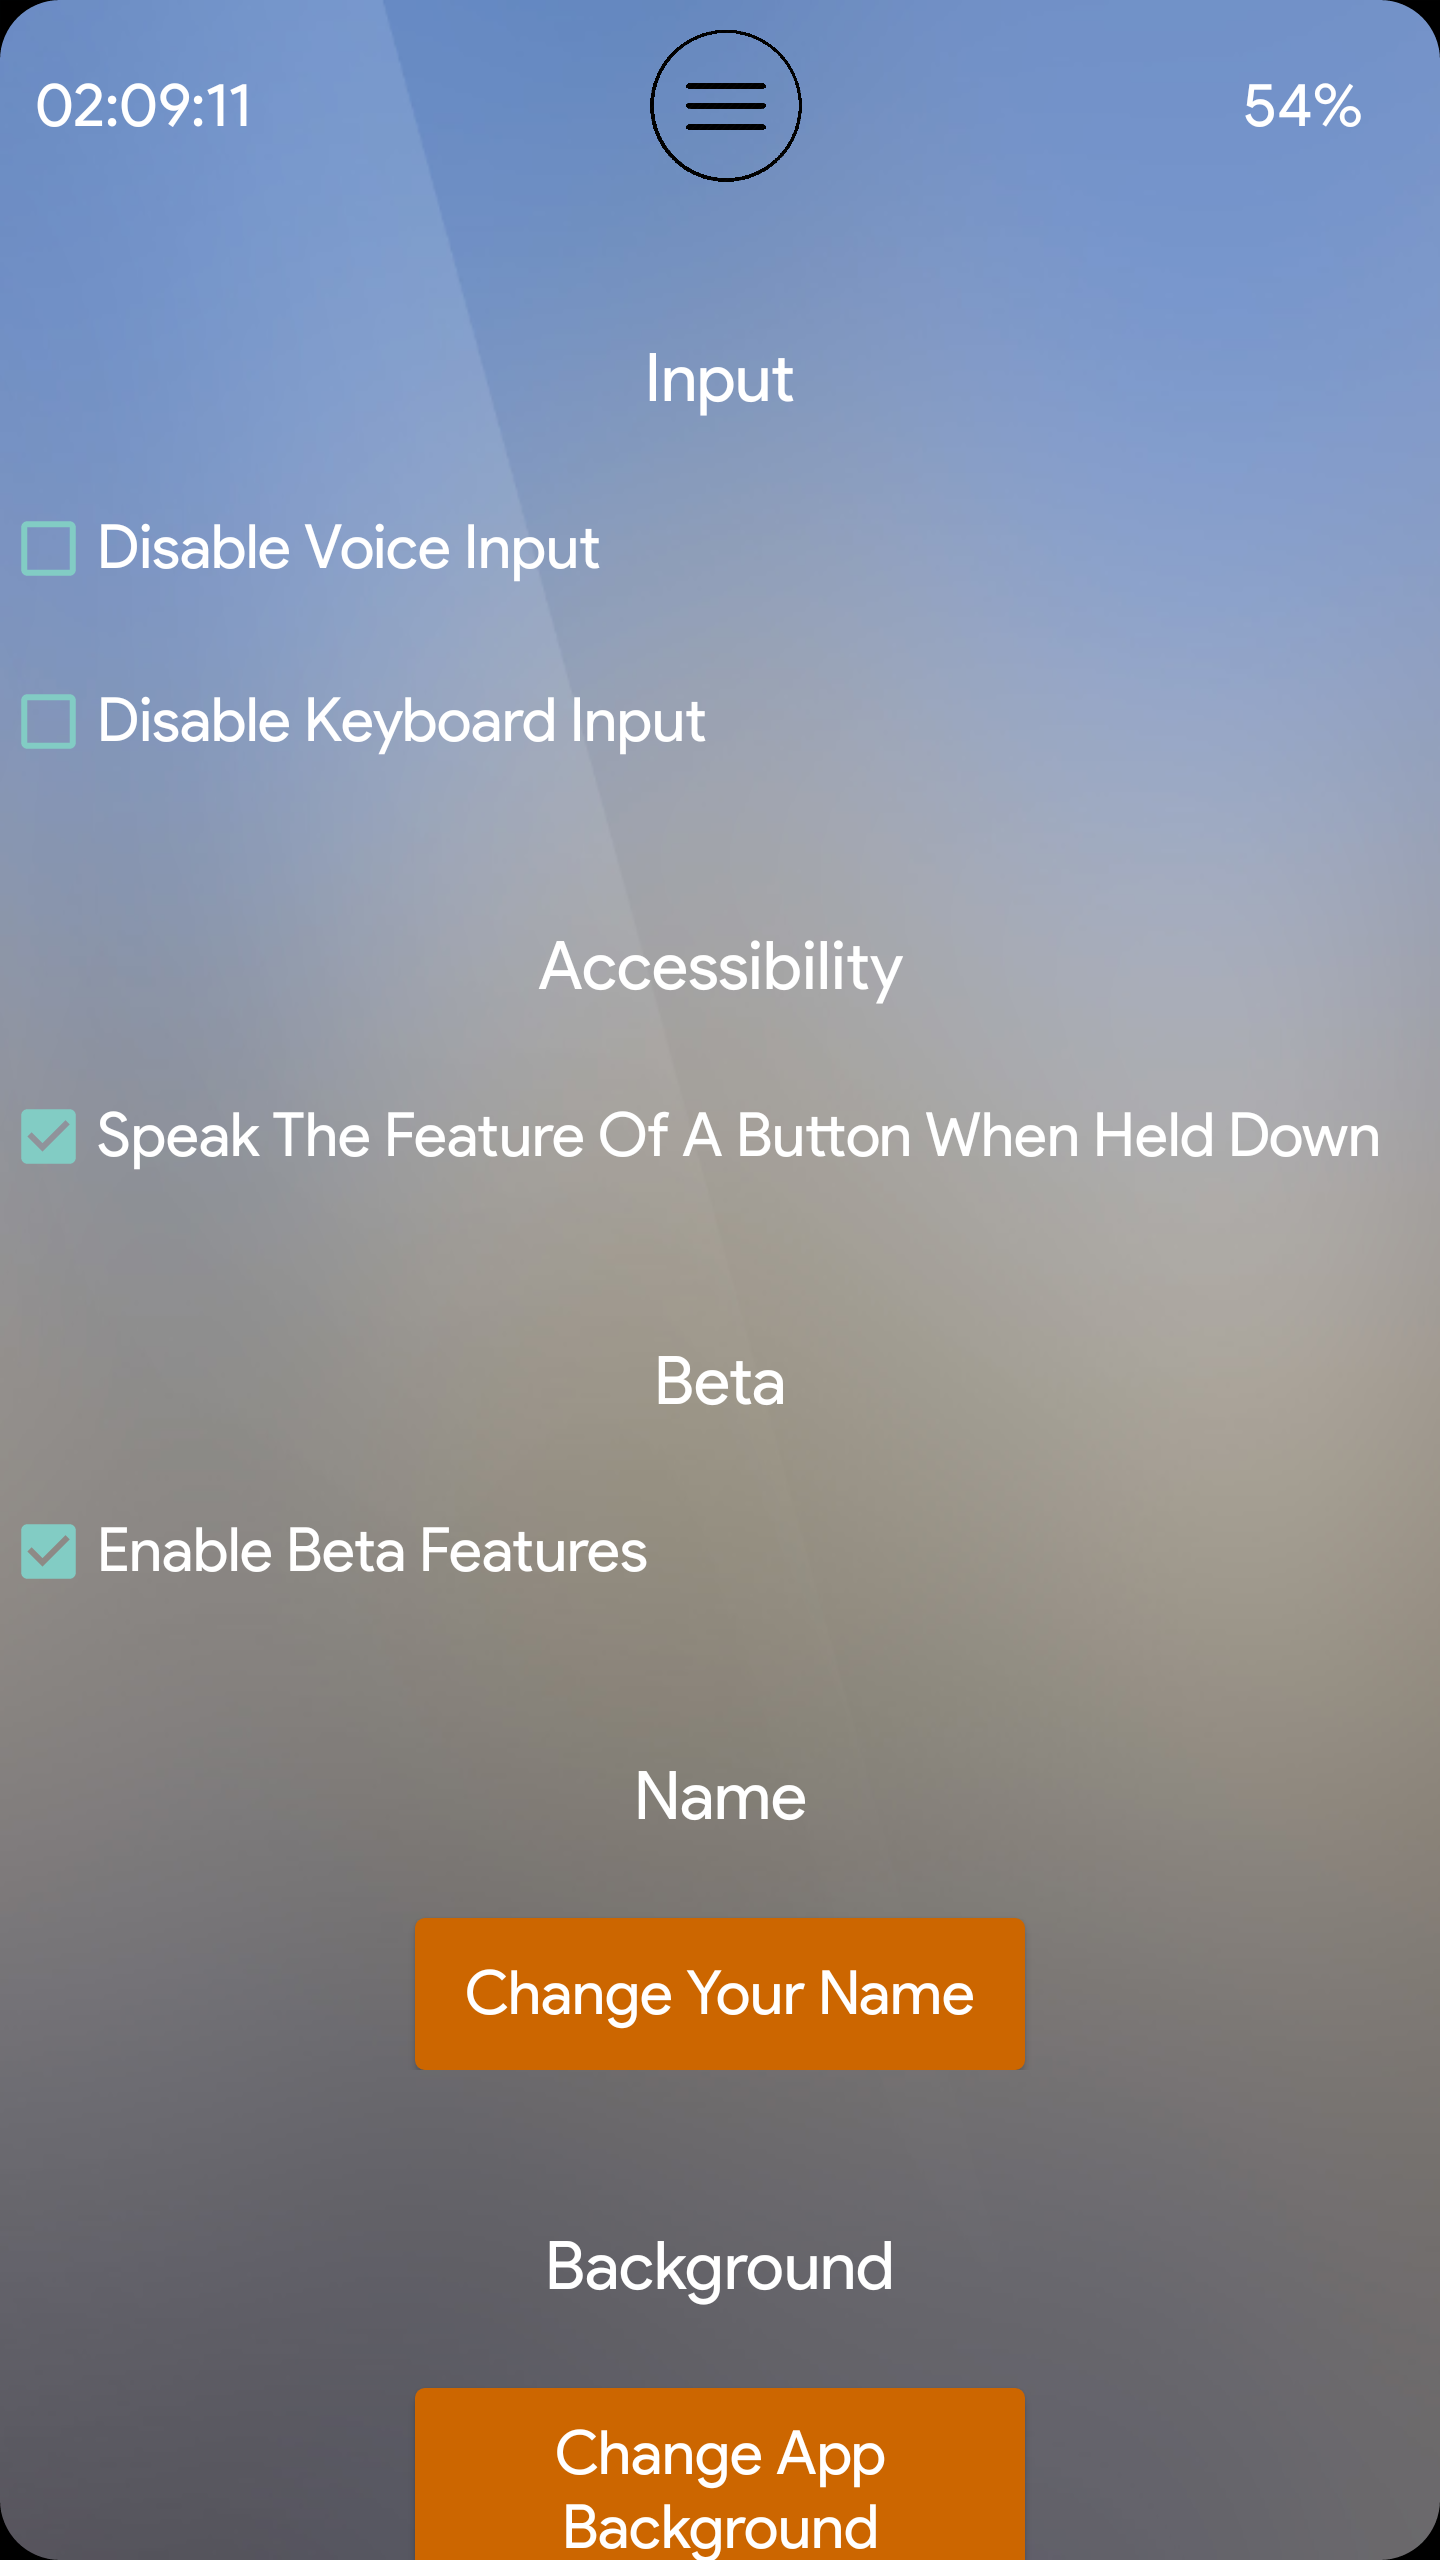 02:09:11
54%
Input
Disable Voice Input
Disable Keyboard Input
Accessibility
Speak The Feature Of A Button When Held Down
Beta
Enable Beta Features
Name
Change Your Name
Background
Change App
Background